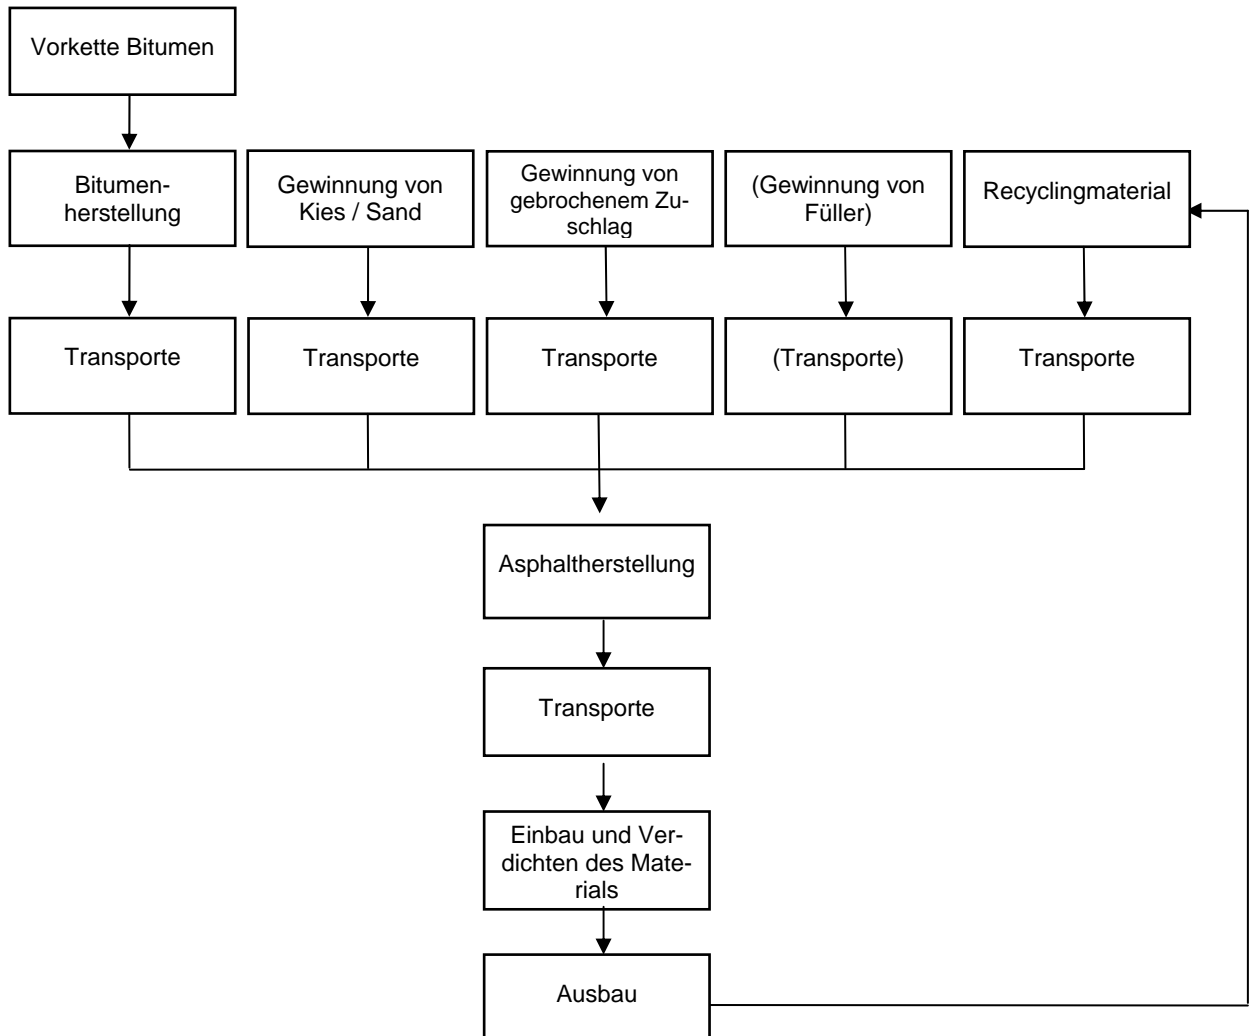 Vorkette Bitumen
Bitumen-
herstellung
Gewinnung von
Kies / Sand
Gewinnung von
gebrochenem Zu-
schlag
(Gewinnung von
Füller)
Recyclingmaterial
Transporte
Transporte
Transporte
(Transporte)
Transporte
Asphaltherstellung
Transporte
Einbau und Ver-
dichten des Mate-
rials
Ausbau